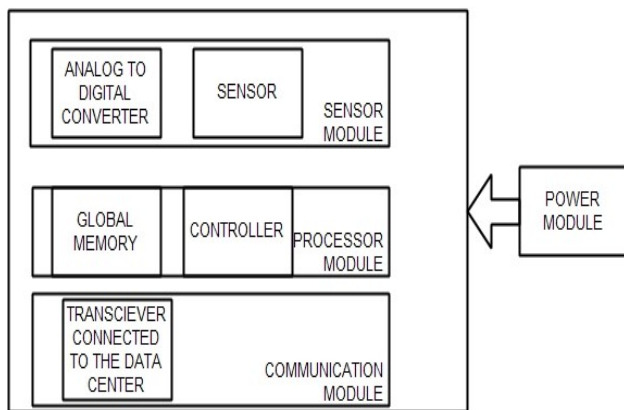 ANALOG TO
DIGITAL
CONVERTER
SENSOR
SENSOR
MODULE
GLOBAL
MEMORY
CONTROLLER
PROCESSOR
MODULE
TRANSCIEVER
CONNECTED
TO THE DATA
CENTER
COMMUNICATION
MODULE
POWER
MODULE